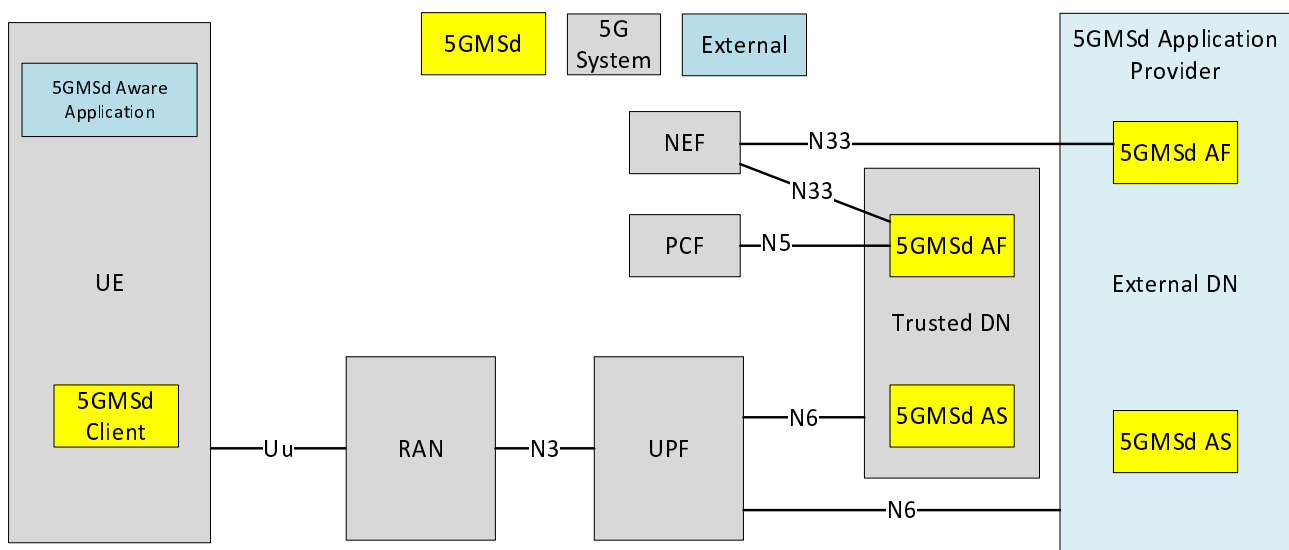 5GMSd
5G
System
External
5GMSd Application
Provider
5GMSd Aware
Application
NEF
N33
5GMSd AF
N33
PCF
N5
5GMSd AF
UE
External DN
Trusted DN
5GMSd
Client
N6
5GMSd AS
5GMSd AS
Uu
RAN
N3
UPF
N6